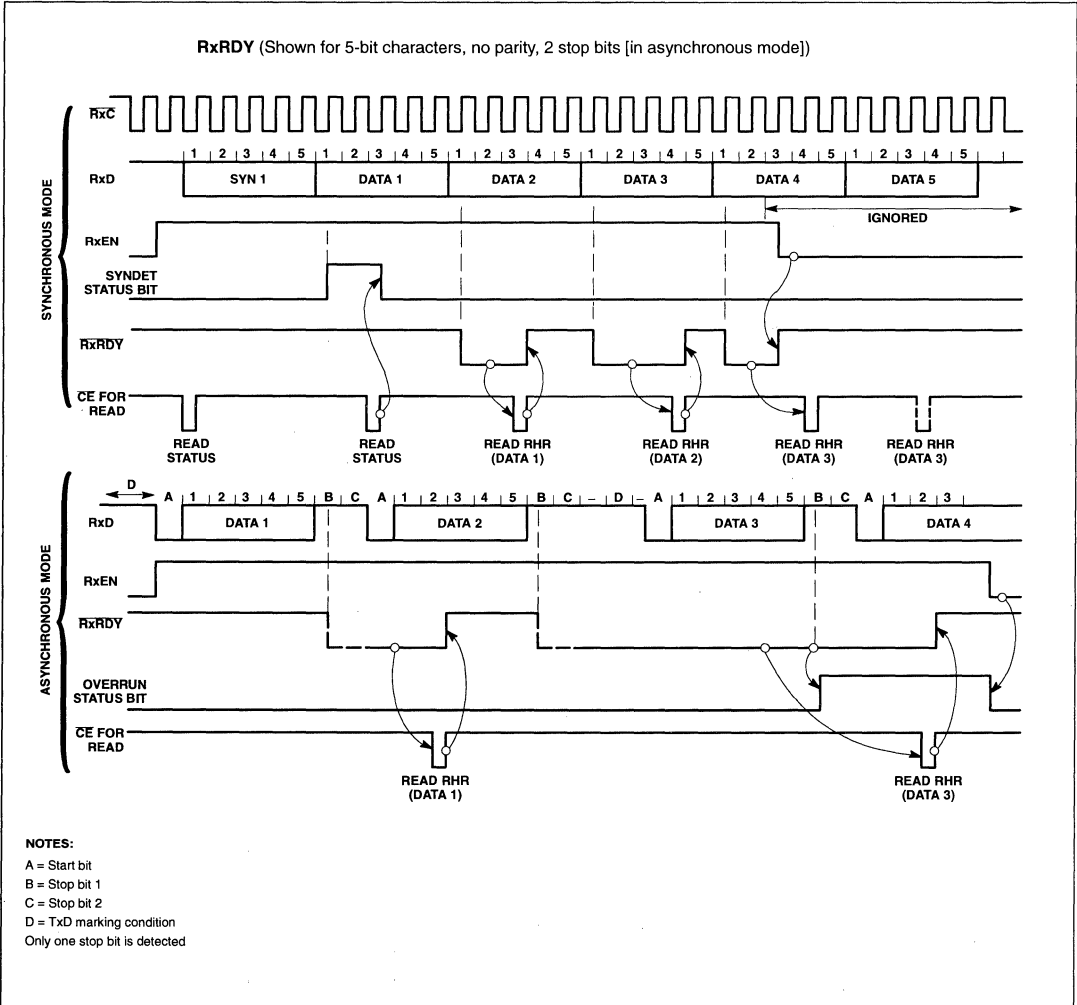 RxRDY (Shown for 5-bit characters, no parity, 2 stop bits [in asynchronous mode])
SYNCHRONOUS MODE
RxC
1 2 3 4 5 1 2 3 4 5 1 2 3 4 5 1 2 3 4 5 1 2 3 4 5 1 2 3 4 5
RxD SYN 1 DATA 1 DATA 2 DATA 3 DATA 4 DATA 5
IGNORED
RxEN
SYNDET
STATUS BIT
RxRDY
CE FOR
READ
READ STATUS READ STATUS READ RHR (DATA 1) READ RHR (DATA 2) READ RHR (DATA 3) READ RHR (DATA 3)
ASYNCHRONOUS MODE
D
A 1 2 3 4 5 B C A 1 2 3 4 5 B C – D – A 1 2 3 4 5 B C A 1 2 3
RxD DATA 1 DATA 2 DATA 3 DATA 4
RxEN
RxRDY
OVERRUN
STATUS BIT
CE FOR
READ
READ RHR (DATA 1) READ RHR (DATA 3)
NOTES:
A = Start bit
B = Stop bit 1
C = Stop bit 2
D = TxD marking condition
Only one stop bit is detected